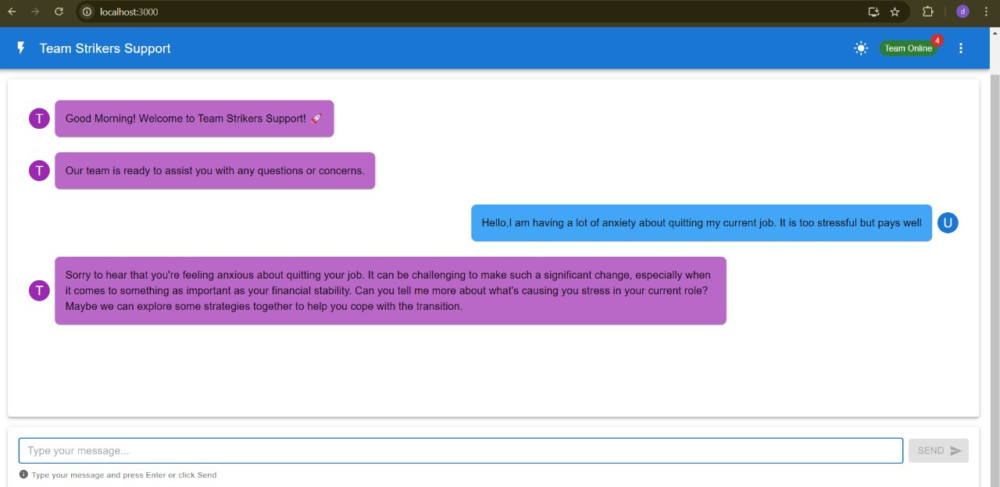 localhost:3000
d
Team Strikers Support
Team Online
4
T
Good Morning! Welcome to Team Strikers Support! 🚀
T
Our team is ready to assist you with any questions or concerns.
Hello,I am having a lot of anxiety about quitting my current job. It is too stressful but pays well
U
T
Sorry to hear that you're feeling anxious about quitting your job. It can be challenging to make such a significant change, especially when
it comes to something as important as your financial stability. Can you tell me more about what's causing you stress in your current role?
Maybe we can explore some strategies together to help you cope with the transition.
Type your message...
SEND
Type your message and press Enter or click Send